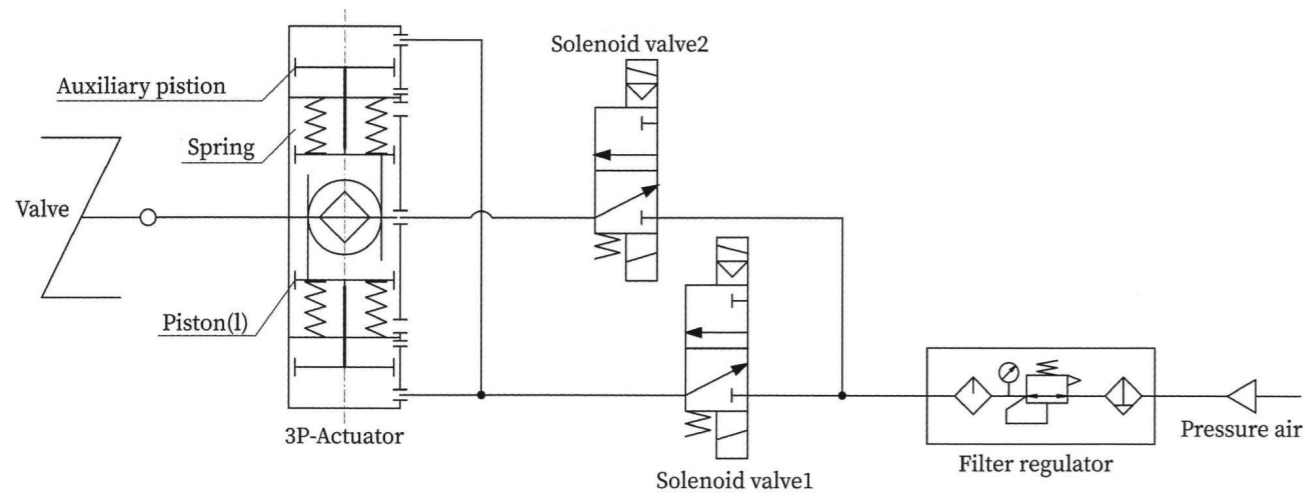 Solenoid valve2
Auxiliary pistion
Spring
Valve
Piston(l)
3P-Actuator
Solenoid valve1
Filter regulator
Pressure air